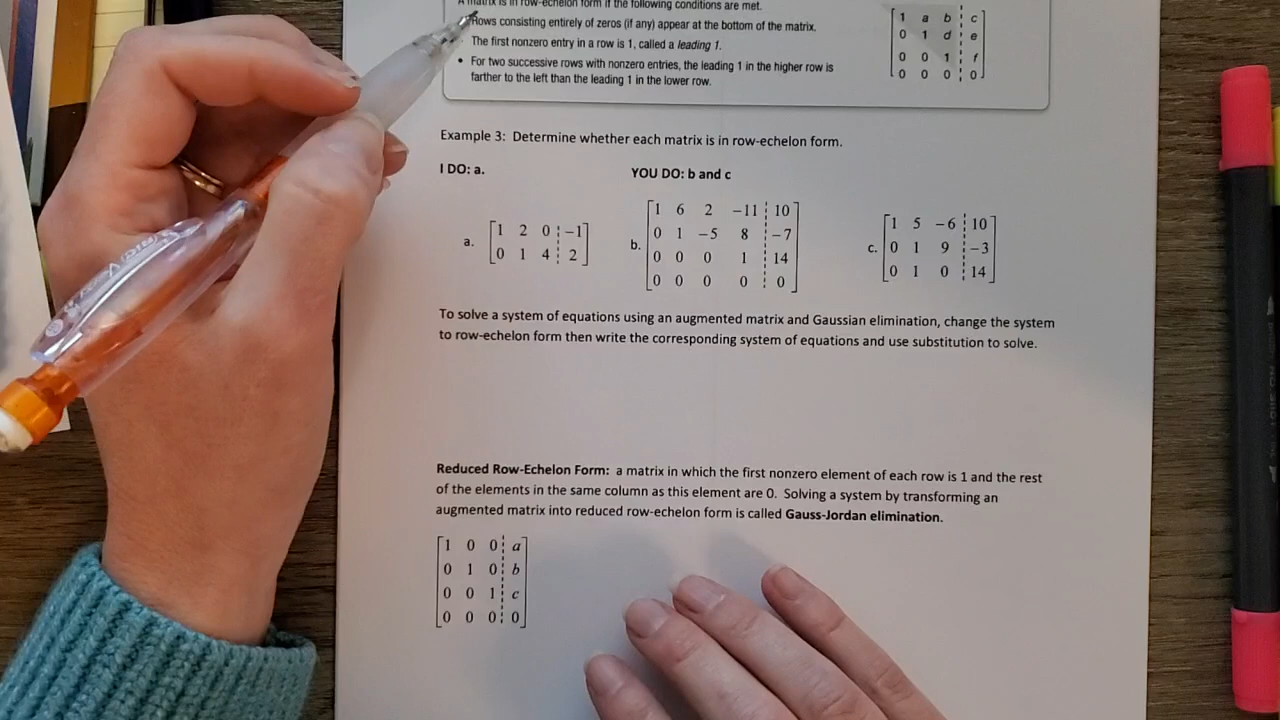 A matrix is in row-echelon form if the following conditions are met.
Rows consisting entirely of zeros (if any) appear at the bottom of the matrix.
The first nonzero entry in a row is 1, called a leading 1.
• For two successive rows with nonzero entries, the leading 1 in the higher row is
farther to the left than the leading 1 in the lower row.
1 a b c
0 1 d e
0 0 1 f
0 0 0 0
Example 3: Determine whether each matrix is in row-echelon form.
I DO: a.
YOU DO: b and c
a.
1 2 0 -1
0 1 4 2
b.
1 6 2 -11 10
0 1 -5 8 -7
0 0 0 1 14
0 0 0 0 0
c.
1 5 -6 10
0 1 9 -3
0 1 0 14
To solve a system of equations using an augmented matrix and Gaussian elimination, change the system
to row-echelon form then write the corresponding system of equations and use substitution to solve.
Reduced Row-Echelon Form: a matrix in which the first nonzero element of each row is 1 and the rest
of the elements in the same column as this element are 0. Solving a system by transforming an
augmented matrix into reduced row-echelon form is called Gauss-Jordan elimination.
1 0 0 a
0 1 0 b
0 0 1 c
0 0 0 0